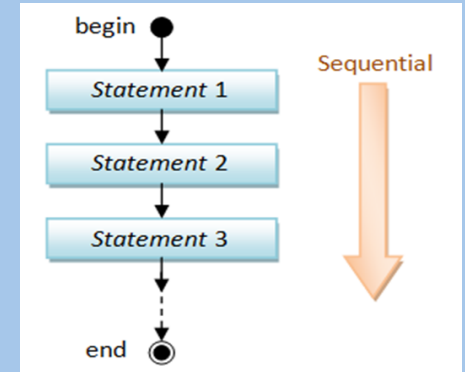 begin
Sequential
Statement 1
Statement 2
Statement 3
end